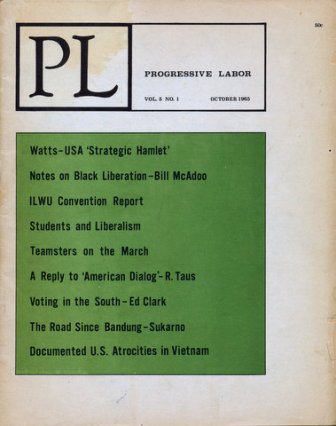 50c
PL
PROGRESSIVE LABOR
VOL. 5 NO. 1 OCTOBER 1965
Watts-USA 'Strategic Hamlet'
Notes on Black Liberation-Bill McAdoo
ILWU Convention Report
Students and Liberalism
Teamsters on the March
A Reply to 'American Dialog'-R. Taus
Voting in the South-Ed Clark
The Road Since Bandung-Sukarno
Documented U.S. Atrocities in Vietnam